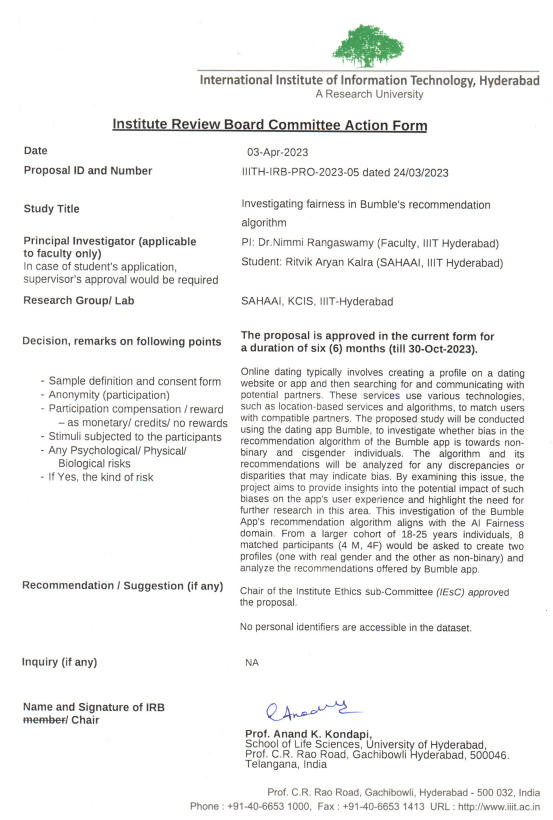 International Institute of Information Technology, Hyderabad
A Research University
Institute Review Board Committee Action Form
Date
03-Apr-2023
Proposal ID and Number
IIITH-IRB-PRO-2023-05 dated 24/03/2023
Study Title
Investigating fairness in Bumble's recommendation
algorithm
Principal Investigator (applicable
to faculty only)
In case of student's application,
supervisor's approval would be required
PI: Dr.Nimmi Rangaswamy (Faculty, IIIT Hyderabad)
Student: Ritvik Aryan Kalra (SAHAAI, IIIT Hyderabad)
Research Group/ Lab
SAHAAI, KCIS, IIIT-Hyderabad
Decision, remarks on following points
- Sample definition and consent form
- Anonymity (participation)
- Participation compensation / reward
– as monetary/ credits/ no rewards
- Stimuli subjected to the participants
- Any Psychological/ Physical/
Biological risks
- If Yes, the kind of risk
The proposal is approved in the current form for
a duration of six (6) months (till 30-Oct-2023).
Online dating typically involves creating a profile on a dating
website or app and then searching for and communicating with
potential partners. These services use various technologies,
such as location-based services and algorithms, to match users
with compatible partners. The proposed study will be conducted
using the dating app Bumble, to investigate whether bias in the
recommendation algorithm of the Bumble app is towards non-
binary and cisgender individuals. The algorithm and its
recommendations will be analyzed for any discrepancies or
disparities that may indicate bias. By examining this issue, the
project aims to provide insights into the potential impact of such
biases on the app's user experience and highlight the need for
further research in this area. This investigation of the Bumble
App's recommendation algorithm aligns with the AI Fairness
domain. From a larger cohort of 18-25 years individuals, 8
matched participants (4 M, 4F) would be asked to create two
profiles (one with real gender and the other as non-binary) and
analyze the recommendations offered by Bumble app.
Recommendation / Suggestion (if any)
Chair of the Institute Ethics sub-Committee (IEsC) approved
the proposal.
No personal identifiers are accessible in the dataset.
Inquiry (if any)
NA
Name and Signature of IRB
member/ Chair
Prof. Anand K. Kondapi,
School of Life Sciences, University of Hyderabad,
Prof. C.R. Rao Road, Gachibowli Hyderabad, 500046.
Telangana, India
Prof. C.R. Rao Road, Gachibowli, Hyderabad - 500 032, India
Phone : +91-40-6653 1000, Fax : +91-40-6653 1413 URL : http://www.iiit.ac.in